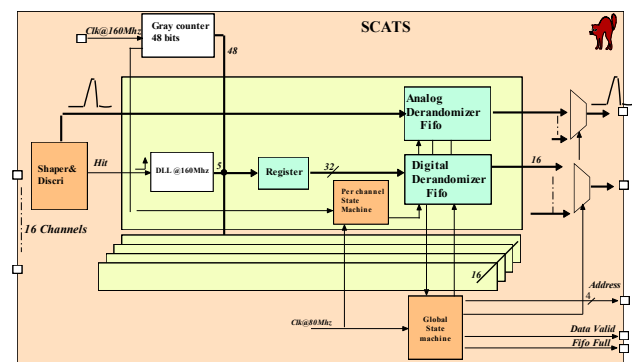 SCATS
Clk@160Mhz
Gray counter
48 bits
48
Analog
Derandomizer
Fifo
Shaper&
Discri
Hit
DLL @160Mhz
5
Register
32
Digital
Derandomizer
Fifo
16
Per channel
State
Machine
16 Channels
16
Address
4
Clk@80Mhz
Global
State
machine
Data Valid
Fifo Full